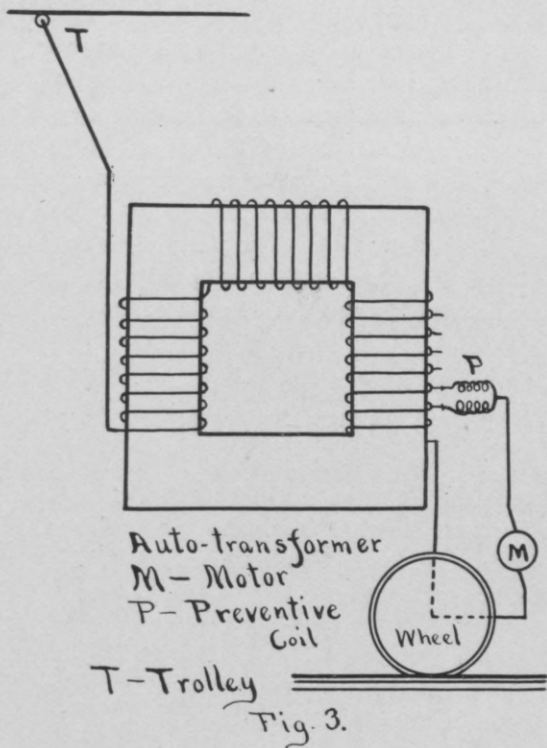 T
P
M
Wheel
Auto-transformer
M - Motor
P - Preventive
Coil
T - Trolley
Fig. 3.